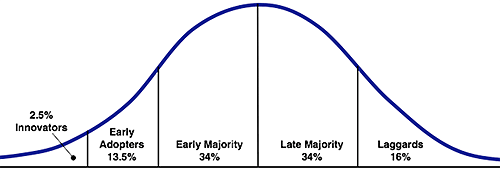 2.5%
Innovators
Early
Adopters
13.5%
Early Majority
34%
Late Majority
34%
Laggards
16%